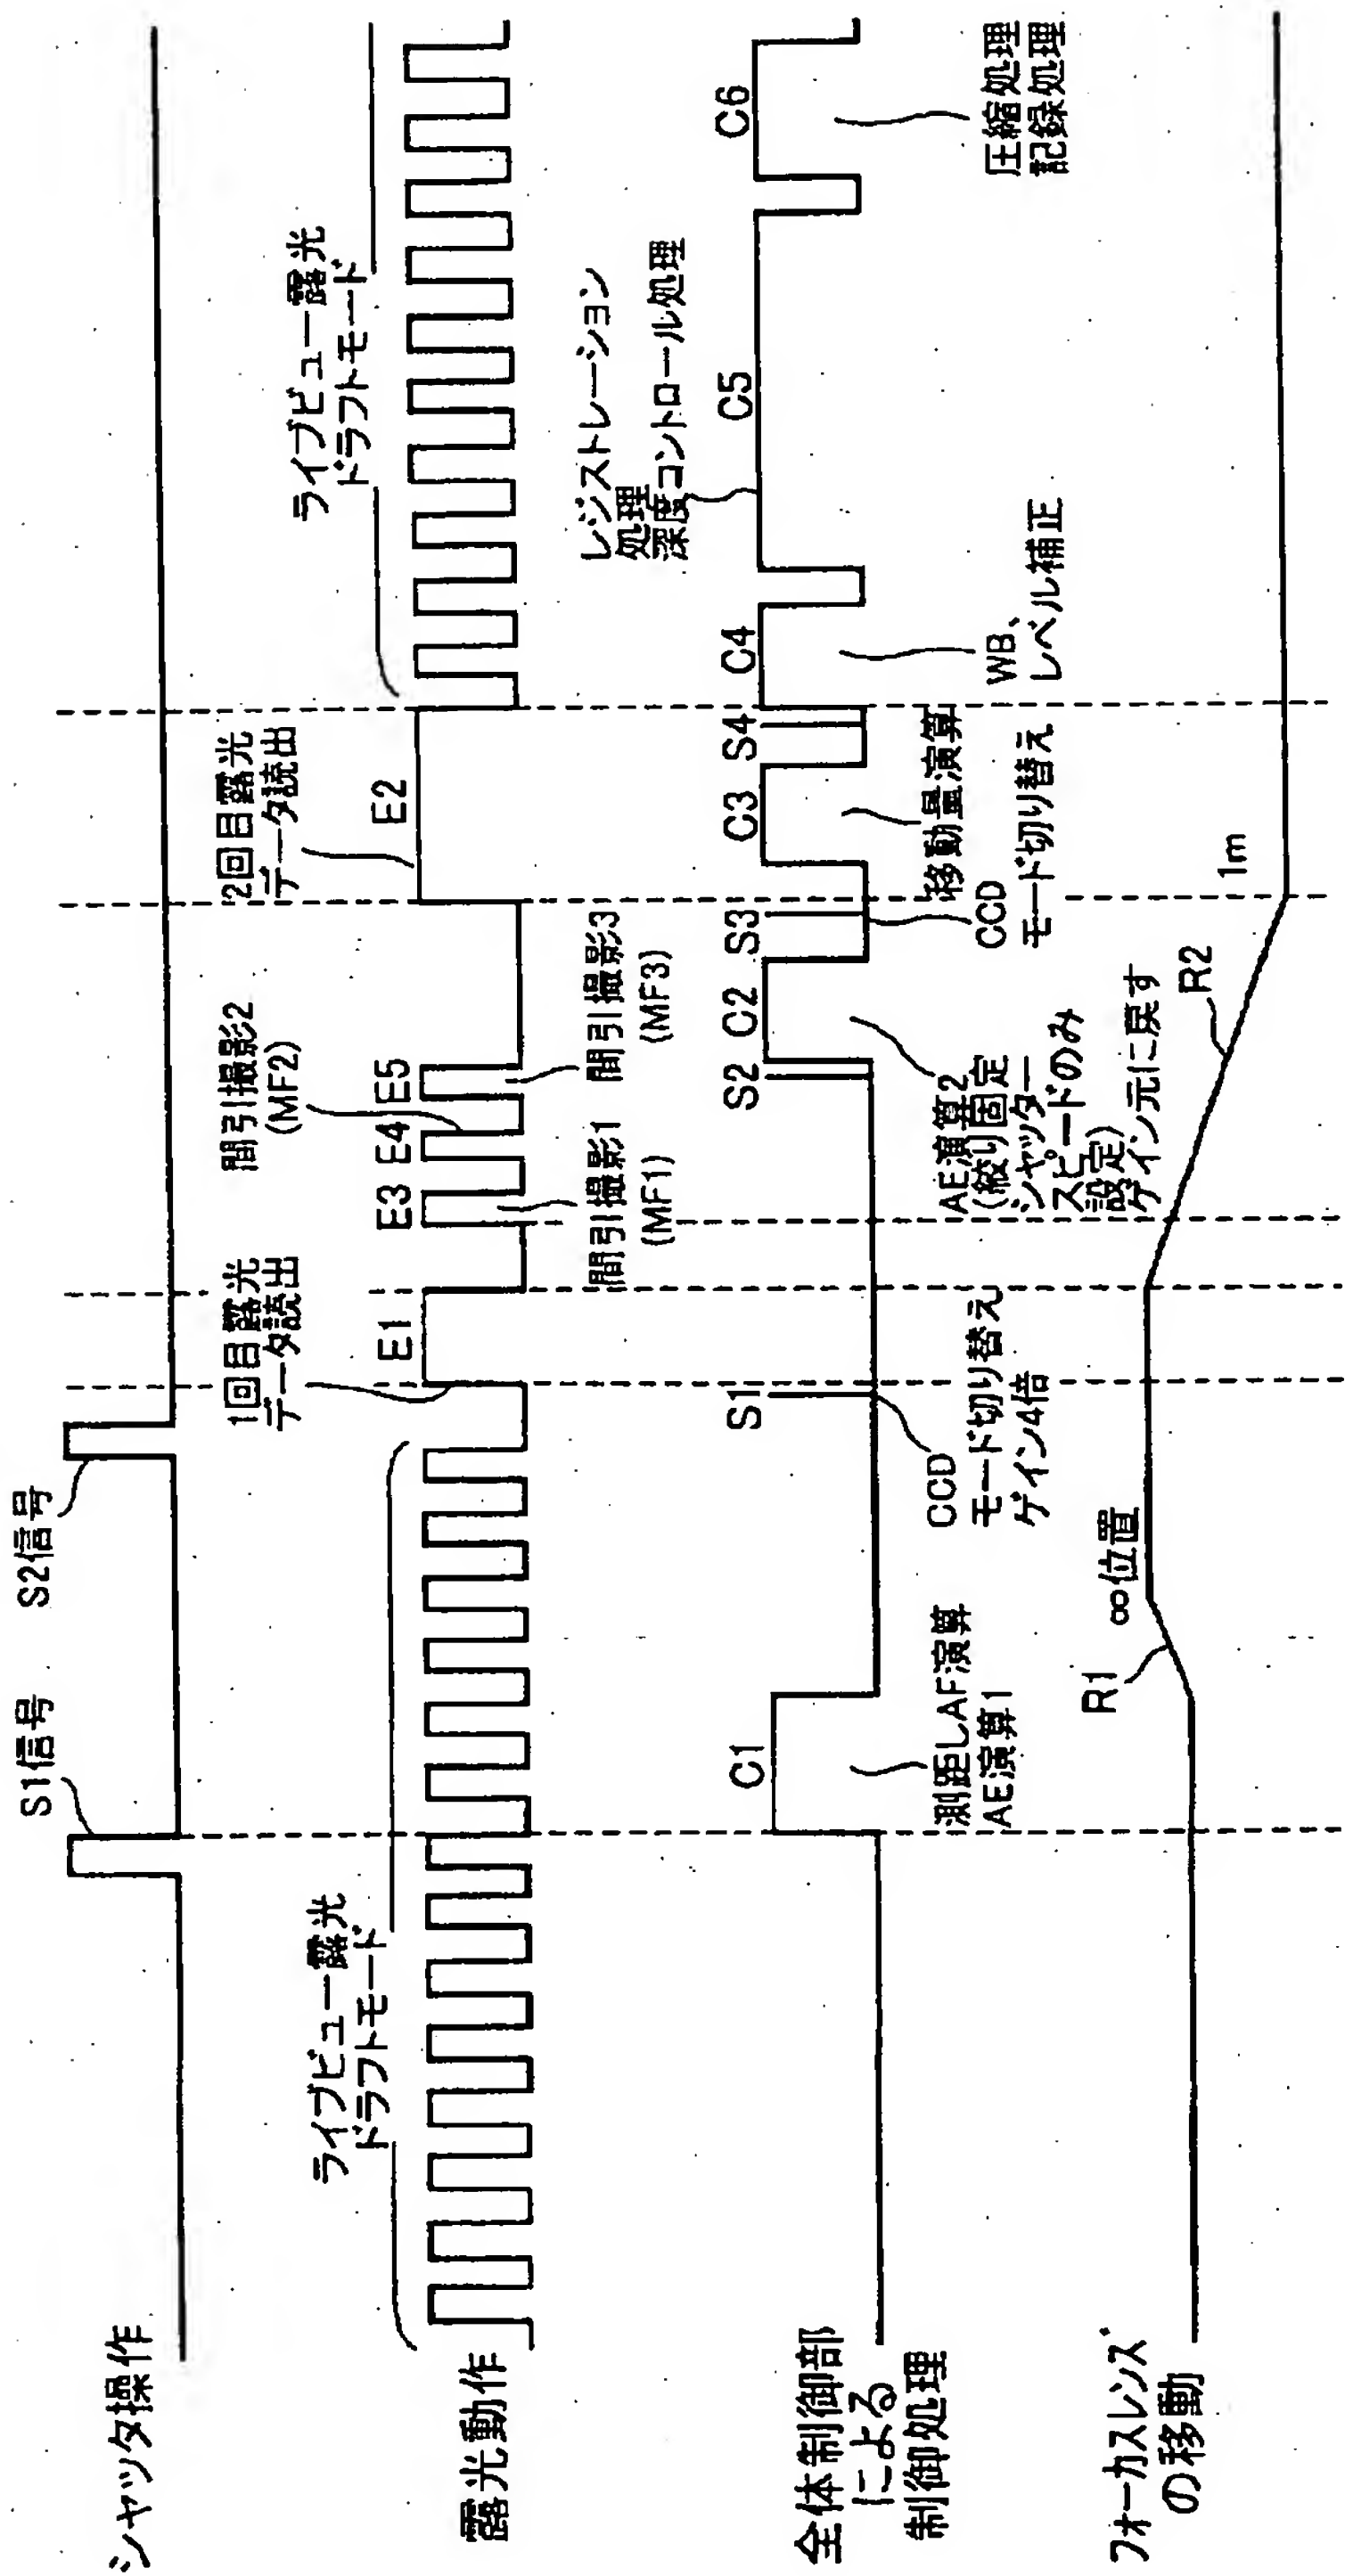 シャッタ操作
S1信号
S2信号
露光動作
ライブビュー露光
ドラフトモード
1回目露光
データ読出
E1
E3
E4
E5
間引撮影1
(MF1)
間引撮影2
(MF2)
間引撮影3
(MF3)
2回目露光
データ読出
E2
ライブビュー露光
ドラフトモード
全体制御部
による
制御処理
C1
測距しAF演算
AE演算1
S1
CCD
モード切り替え
ゲイン4倍
S2
C2
AE演算2
(絞り固定
シャッター
スピードのみ
設定)
ゲイン元に戻す
S3
CCD
モード切り替え
C3
移動量演算
S4
C4
WB、
レベル補正
レジストレーション
処理
深度コントロール処理
C5
C6
圧縮処理
記録処理
フォーカスレンズ
の移動
R1
∞位置
R2
1m